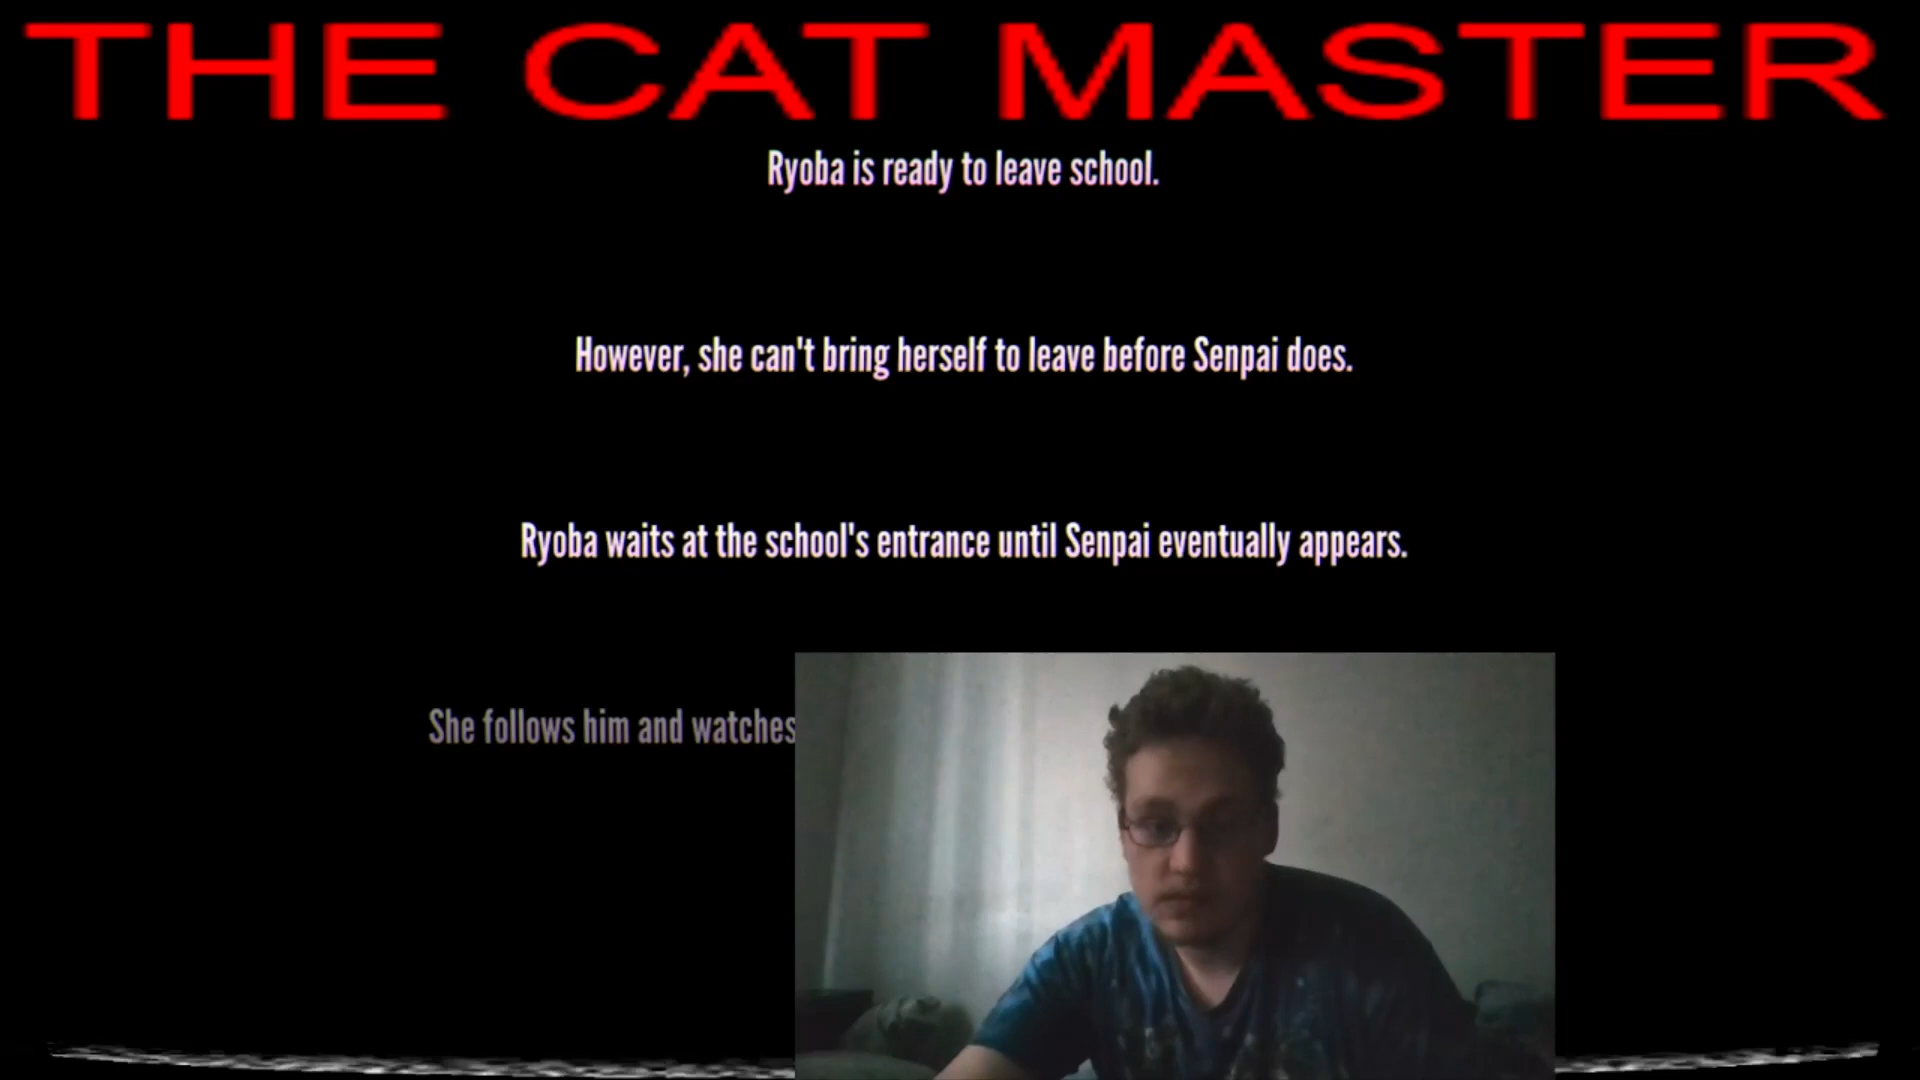 THE CAT MASTER
Ryoba is ready to leave school.
However, she can't bring herself to leave before Senpai does.
Ryoba waits at the school's entrance until Senpai eventually appears.
She follows him and watches